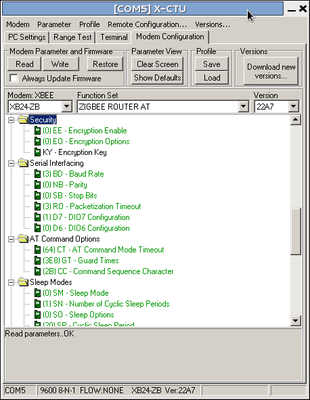 [COM5] X-CTU
Modem Parameter Profile Remote Configuration... Versions...
PC Settings Range Test Terminal Modem Configuration
Modem Parameter and Firmware Parameter View Profile Versions
Read Write Restore Clear Screen Save Download new versions...
Always Update Firmware Show Defaults Load
Modem: XBEE Function Set Version
XB24-ZB ZIGBEE ROUTER AT 22A7
Security
(0) EE - Encryption Enable
(0) EO - Encryption Options
KY - Encryption Key
Serial Interfacing
(3) BD - Baud Rate
(0) NB - Parity
(0) SB - Stop Bits
(3) RO - Packetization Timeout
(1) D7 - DIO7 Configuration
(0) D6 - DIO6 Configuration
AT Command Options
(64) CT - AT Command Mode Timeout
(3E8) GT - Guard Times
(2B) CC - Command Sequence Character
Sleep Modes
(0) SM - Sleep Mode
(1) SN - Number of Cyclic Sleep Periods
(0) SO - Sleep Options
(20) SP - Cyclic Sleep Period
Read parameters..OK
COM5 9600 8-N-1 FLOW:NONE XB24-ZB Ver:22A7